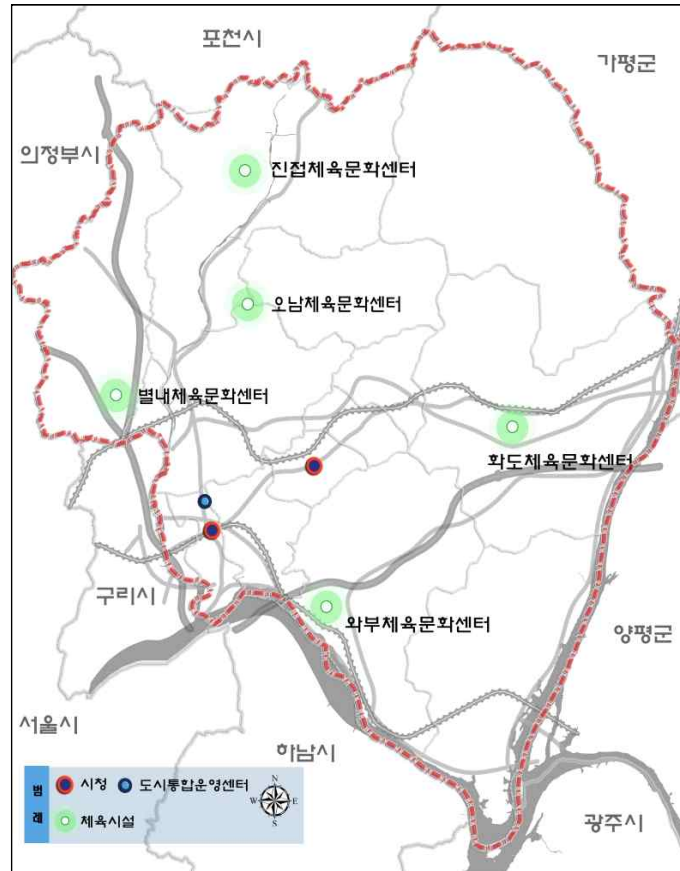 포천시
가평군
의정부시
진접체육문화센터
오남체육문화센터
별내체육문화센터
화도체육문화센터
구리시
와부체육문화센터
양평군
서울시
하남시
광주시
범례
시청
도시통합운영센터
체육시설
N
W
E
S